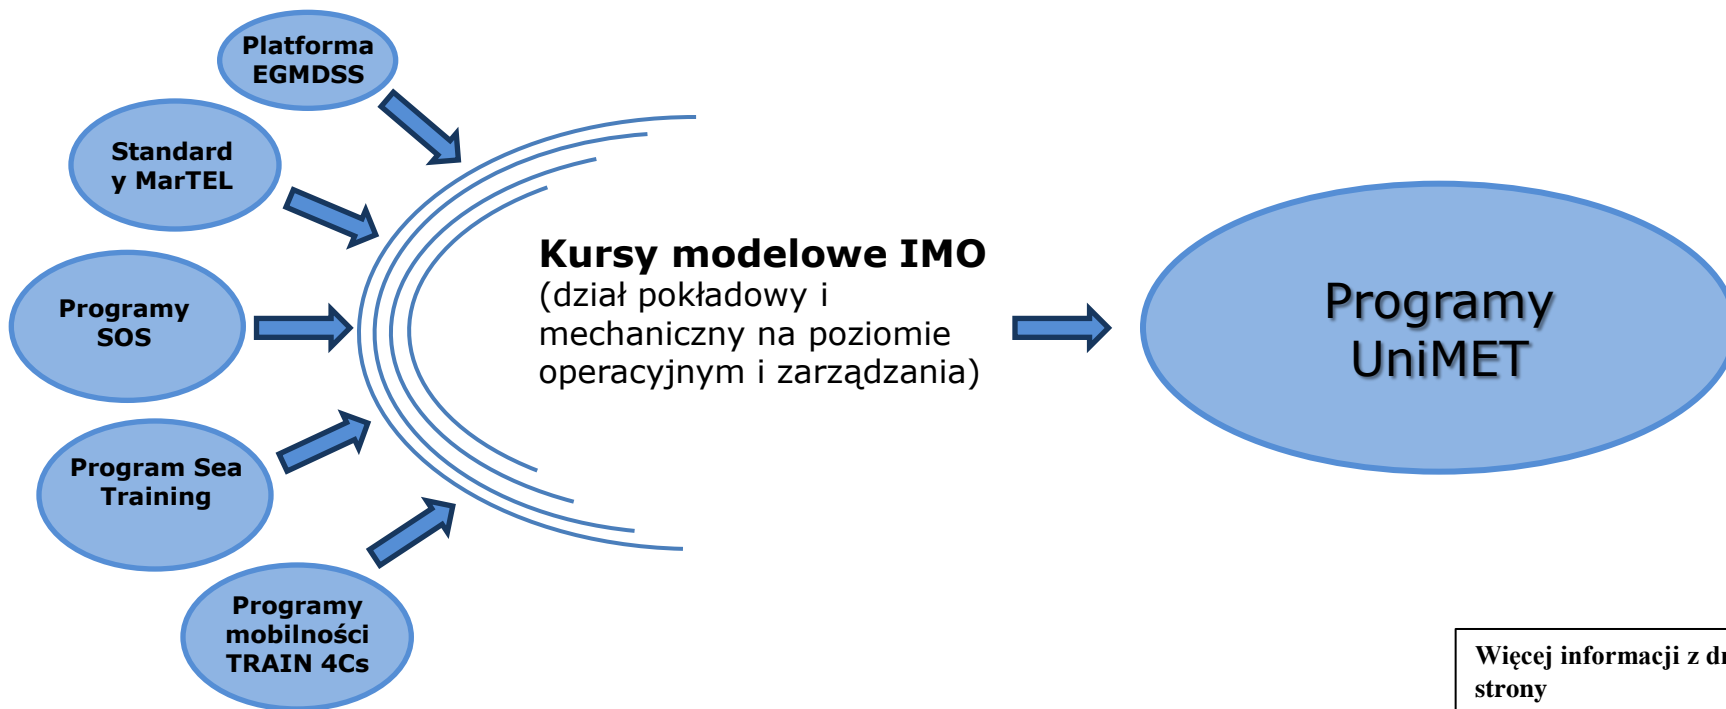 Platforma
EGMDSS
Standard
y MarTEL
Programy
SOS
Program Sea
Training
Programy
mobilności
TRAIN 4Cs
Kursy modelowe IMO
(dział pokładowy i
mechaniczny na poziomie
operacyjnym i zarządzania)
Programy
UniMET
Więcej informacji z
strony